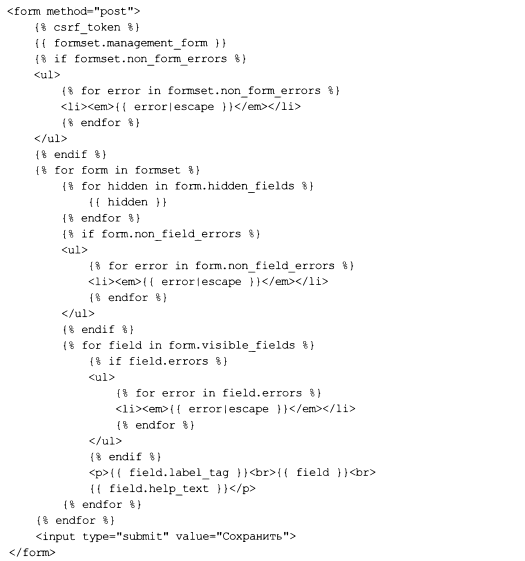 <form method="post">
    {% csrf_token %}
    {{ formset.management_form }}
    {% if formset.non_form_errors %}
    <ul>
        {% for error in formset.non_form_errors %}
        <li><em>{{ error|escape }}</em></li>
        {% endfor %}
    </ul>
    {% endif %}
    {% for form in formset %}
        {% for hidden in form.hidden_fields %}
            {{ hidden }}
        {% endfor %}
        {% if form.non_field_errors %}
        <ul>
            {% for error in form.non_field_errors %}
            <li><em>{{ error|escape }}</em></li>
            {% endfor %}
        </ul>
        {% endif %}
        {% for field in form.visible_fields %}
            {% if field.errors %}
            <ul>
                {% for error in field.errors %}
                <li><em>{{ error|escape }}</em></li>
                {% endfor %}
            </ul>
            {% endif %}
            <p>{{ field.label_tag }}<br>{{ field }}<br>
            {{ field.help_text }}</p>
        {% endfor %}
    {% endfor %}
    <input type="submit" value="Сохранить">
</form>